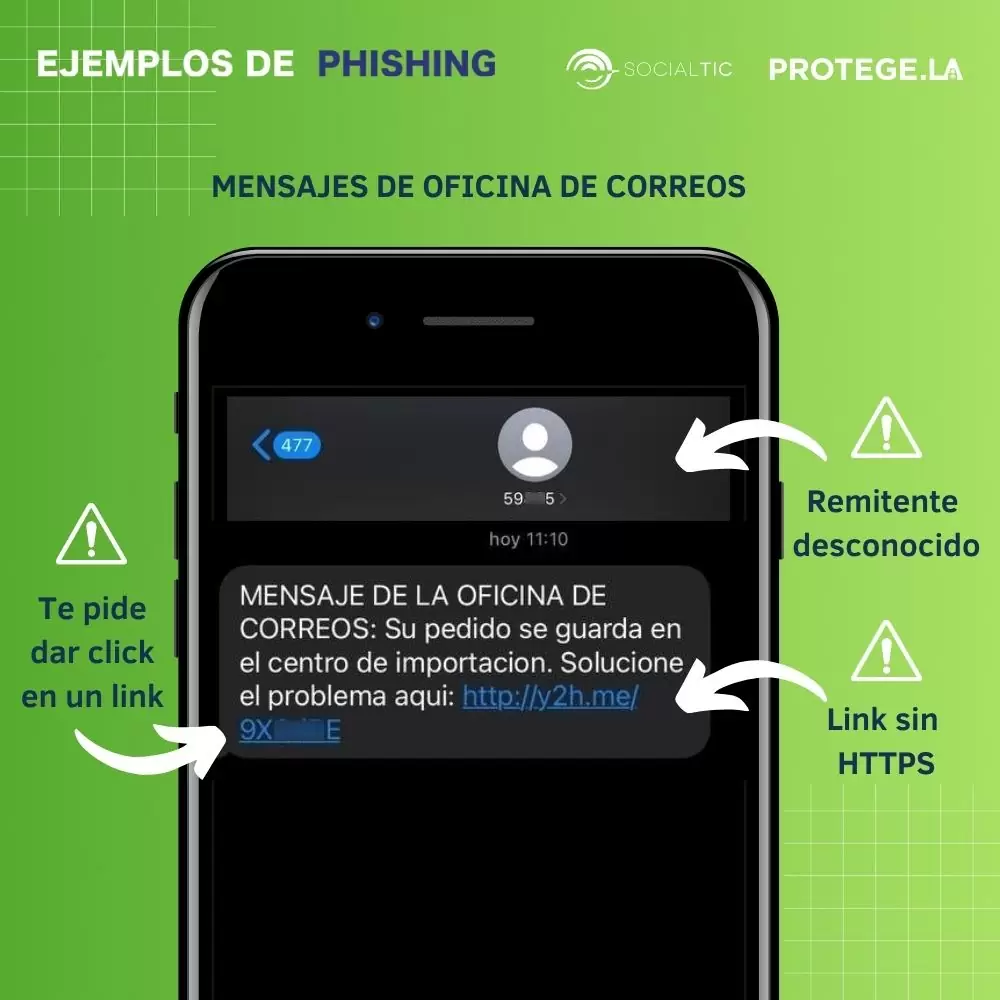 EJEMPLOS DE PHISHING
SOCIALTIC
PROTEGE.LA
MENSAJES DE OFICINA DE CORREOS
477
59 5
hoy 11:10
Remitente
desconocido
MENSAJE DE LA OFICINA DE
CORREOS: Su pedido se guarda en
el centro de importacion. Solucione
el problema aqui: http://y2h.me/
9X E
Te pide
dar click
en un link
Link sin
HTTPS